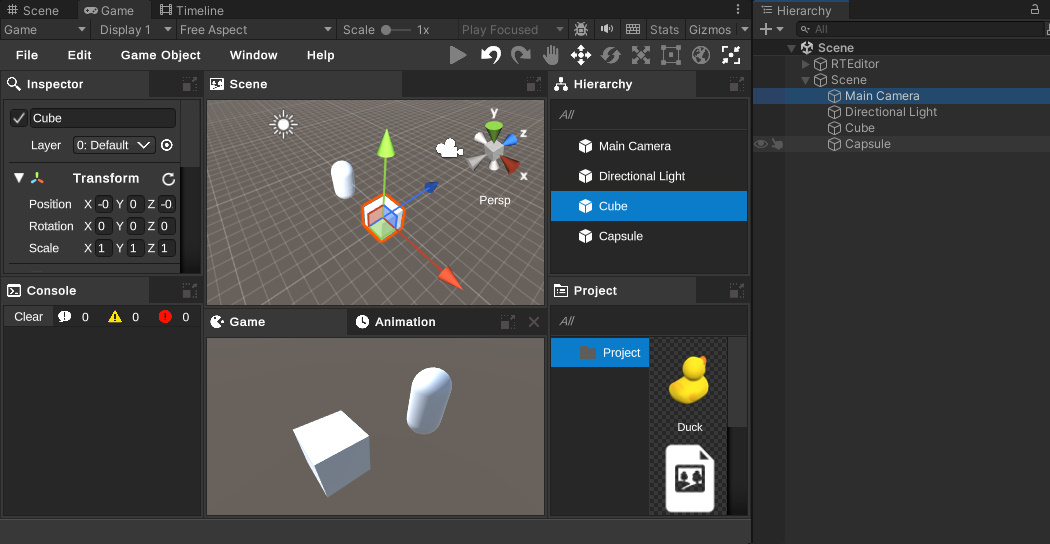 Scene Game Timeline
Game Display 1 Free Aspect Scale 1x Play Focused Stats Gizmos
File Edit Game Object Window Help
Inspector
Cube
Layer 0: Default
Transform
Position X -0 Y 0 Z -0
Rotation X 0 Y 0 Z 0
Scale X 1 Y 1 Z 1
Console
Clear 0 0 0
Scene
y
z
x
Persp
Game Animation
Hierarchy
All
Main Camera
Directional Light
Cube
Capsule
Project
All
Project
Duck
Hierarchy
All
Scene
RTEditor
Scene
Main Camera
Directional Light
Cube
Capsule